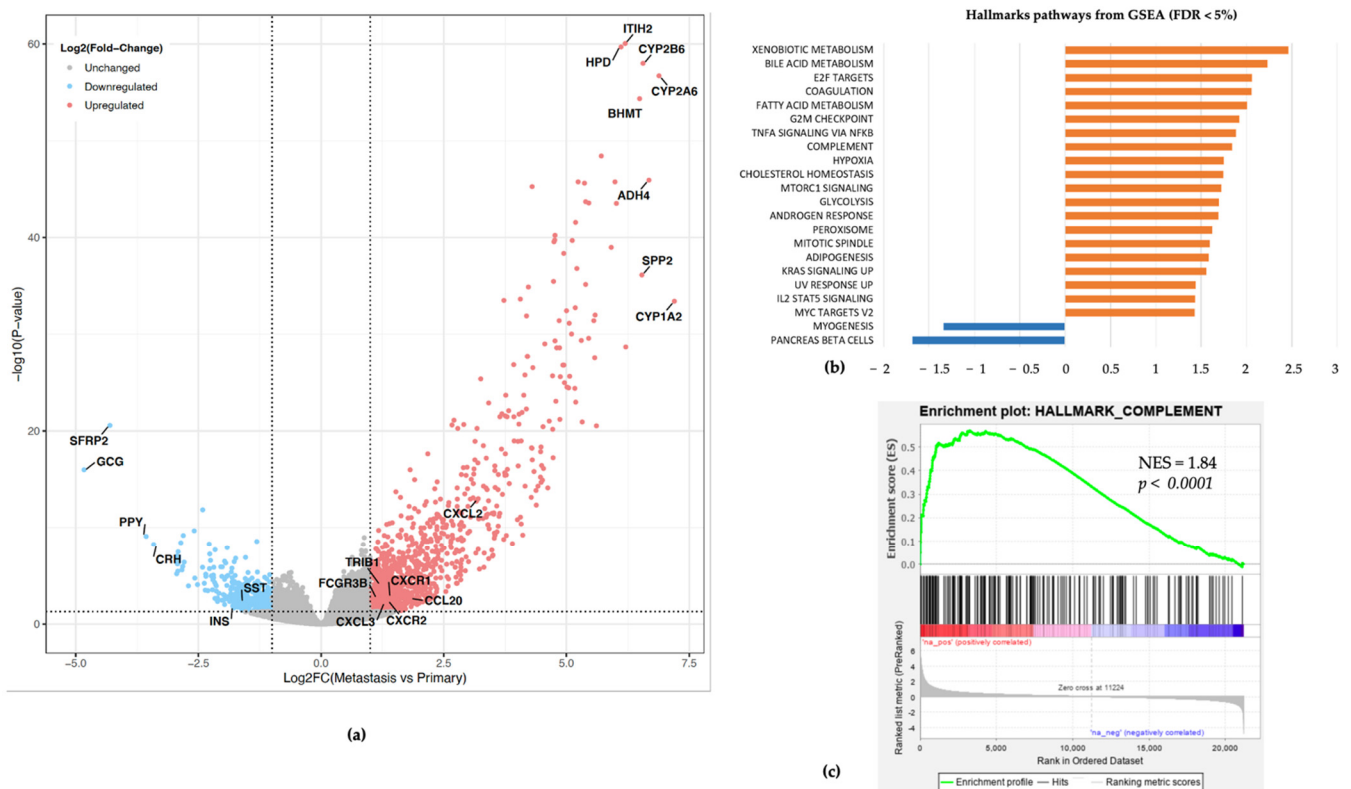 Log2(Fold-Change)
Unchanged
Downregulated
Upregulated
ITIH2
HPD
CYP2B6
CYP2A6
BHMT
ADH4
SPP2
CYP1A2
SFRP2
GCG
PPY
CRH
SST
INS
CXCL2
TRIB1
FCGR3B
CXCR1
CCL20
CXCL3
CXCR2
60
40
20
0
−log10(P−value)
−5.0 −2.5 0.0 2.5 5.0 7.5
Log2FC(Metastasis vs Primary)
(a)
Hallmarks pathways from GSEA (FDR < 5%)
XENOBIOTIC METABOLISM
BILE ACID METABOLISM
E2F TARGETS
COAGULATION
FATTY ACID METABOLISM
G2M CHECKPOINT
TNFA SIGNALING VIA NFKB
COMPLEMENT
HYPOXIA
CHOLESTEROL HOMEOSTASIS
MTORC1 SIGNALING
GLYCOLYSIS
ANDROGEN RESPONSE
PEROXISOME
MITOTIC SPINDLE
ADIPOGENESIS
KRAS SIGNALING UP
UV RESPONSE UP
IL2 STAT5 SIGNALING
MYC TARGETS V2
MYOGENESIS
PANCREAS BETA CELLS
− 2 − 1.5 − 1 − 0.5 0 0.5 1 1.5 2 2.5 3
(b)
Enrichment plot: HALLMARK_COMPLEMENT
Enrichment score (ES)
0.5
0.4
0.3
0.2
0.1
0.0
NES = 1.84
p < 0.0001
'na_pos' (positively correlated)
Ranked list metric (PreRanked)
6
4
2
0
-2
-4
Zero cross at 11224
'na_neg' (negatively correlated)
0 5,000 10,000 15,000 20,000
Rank in Ordered Dataset
Enrichment profile Hits Ranking metric scores
(c)